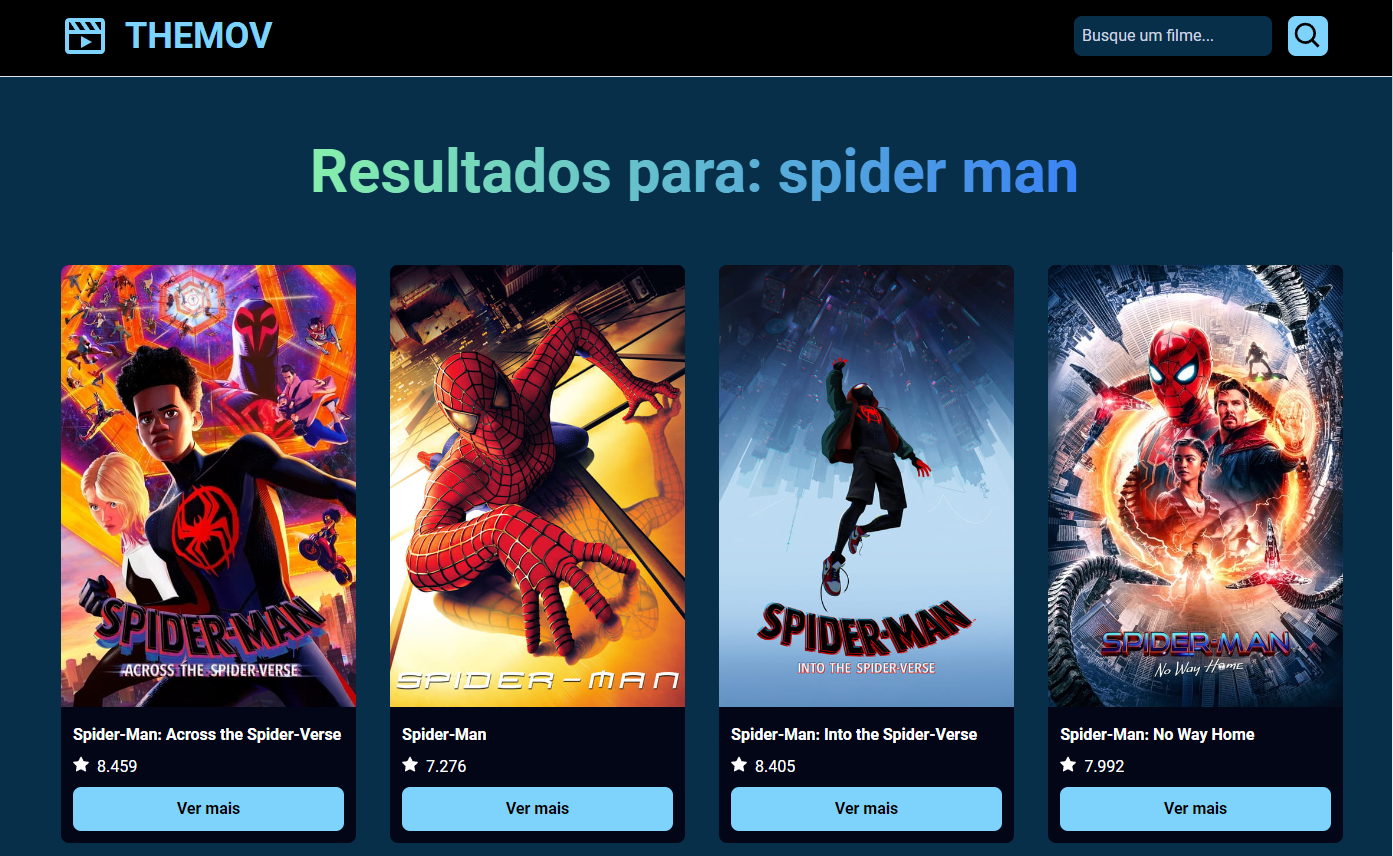 THEMOV
Busque um filme...
Resultados para: spider man
SPIDER-MAN
ACROSS THE SPIDER-VERSE
Spider-Man: Across the Spider-Verse
8.459
Ver mais
SPIDER-MAN
Spider-Man
7.276
Ver mais
SPIDER-MAN
INTO THE SPIDER-VERSE
Spider-Man: Into the Spider-Verse
8.405
Ver mais
SPIDER-MAN
No Way Home
Spider-Man: No Way Home
7.992
Ver mais